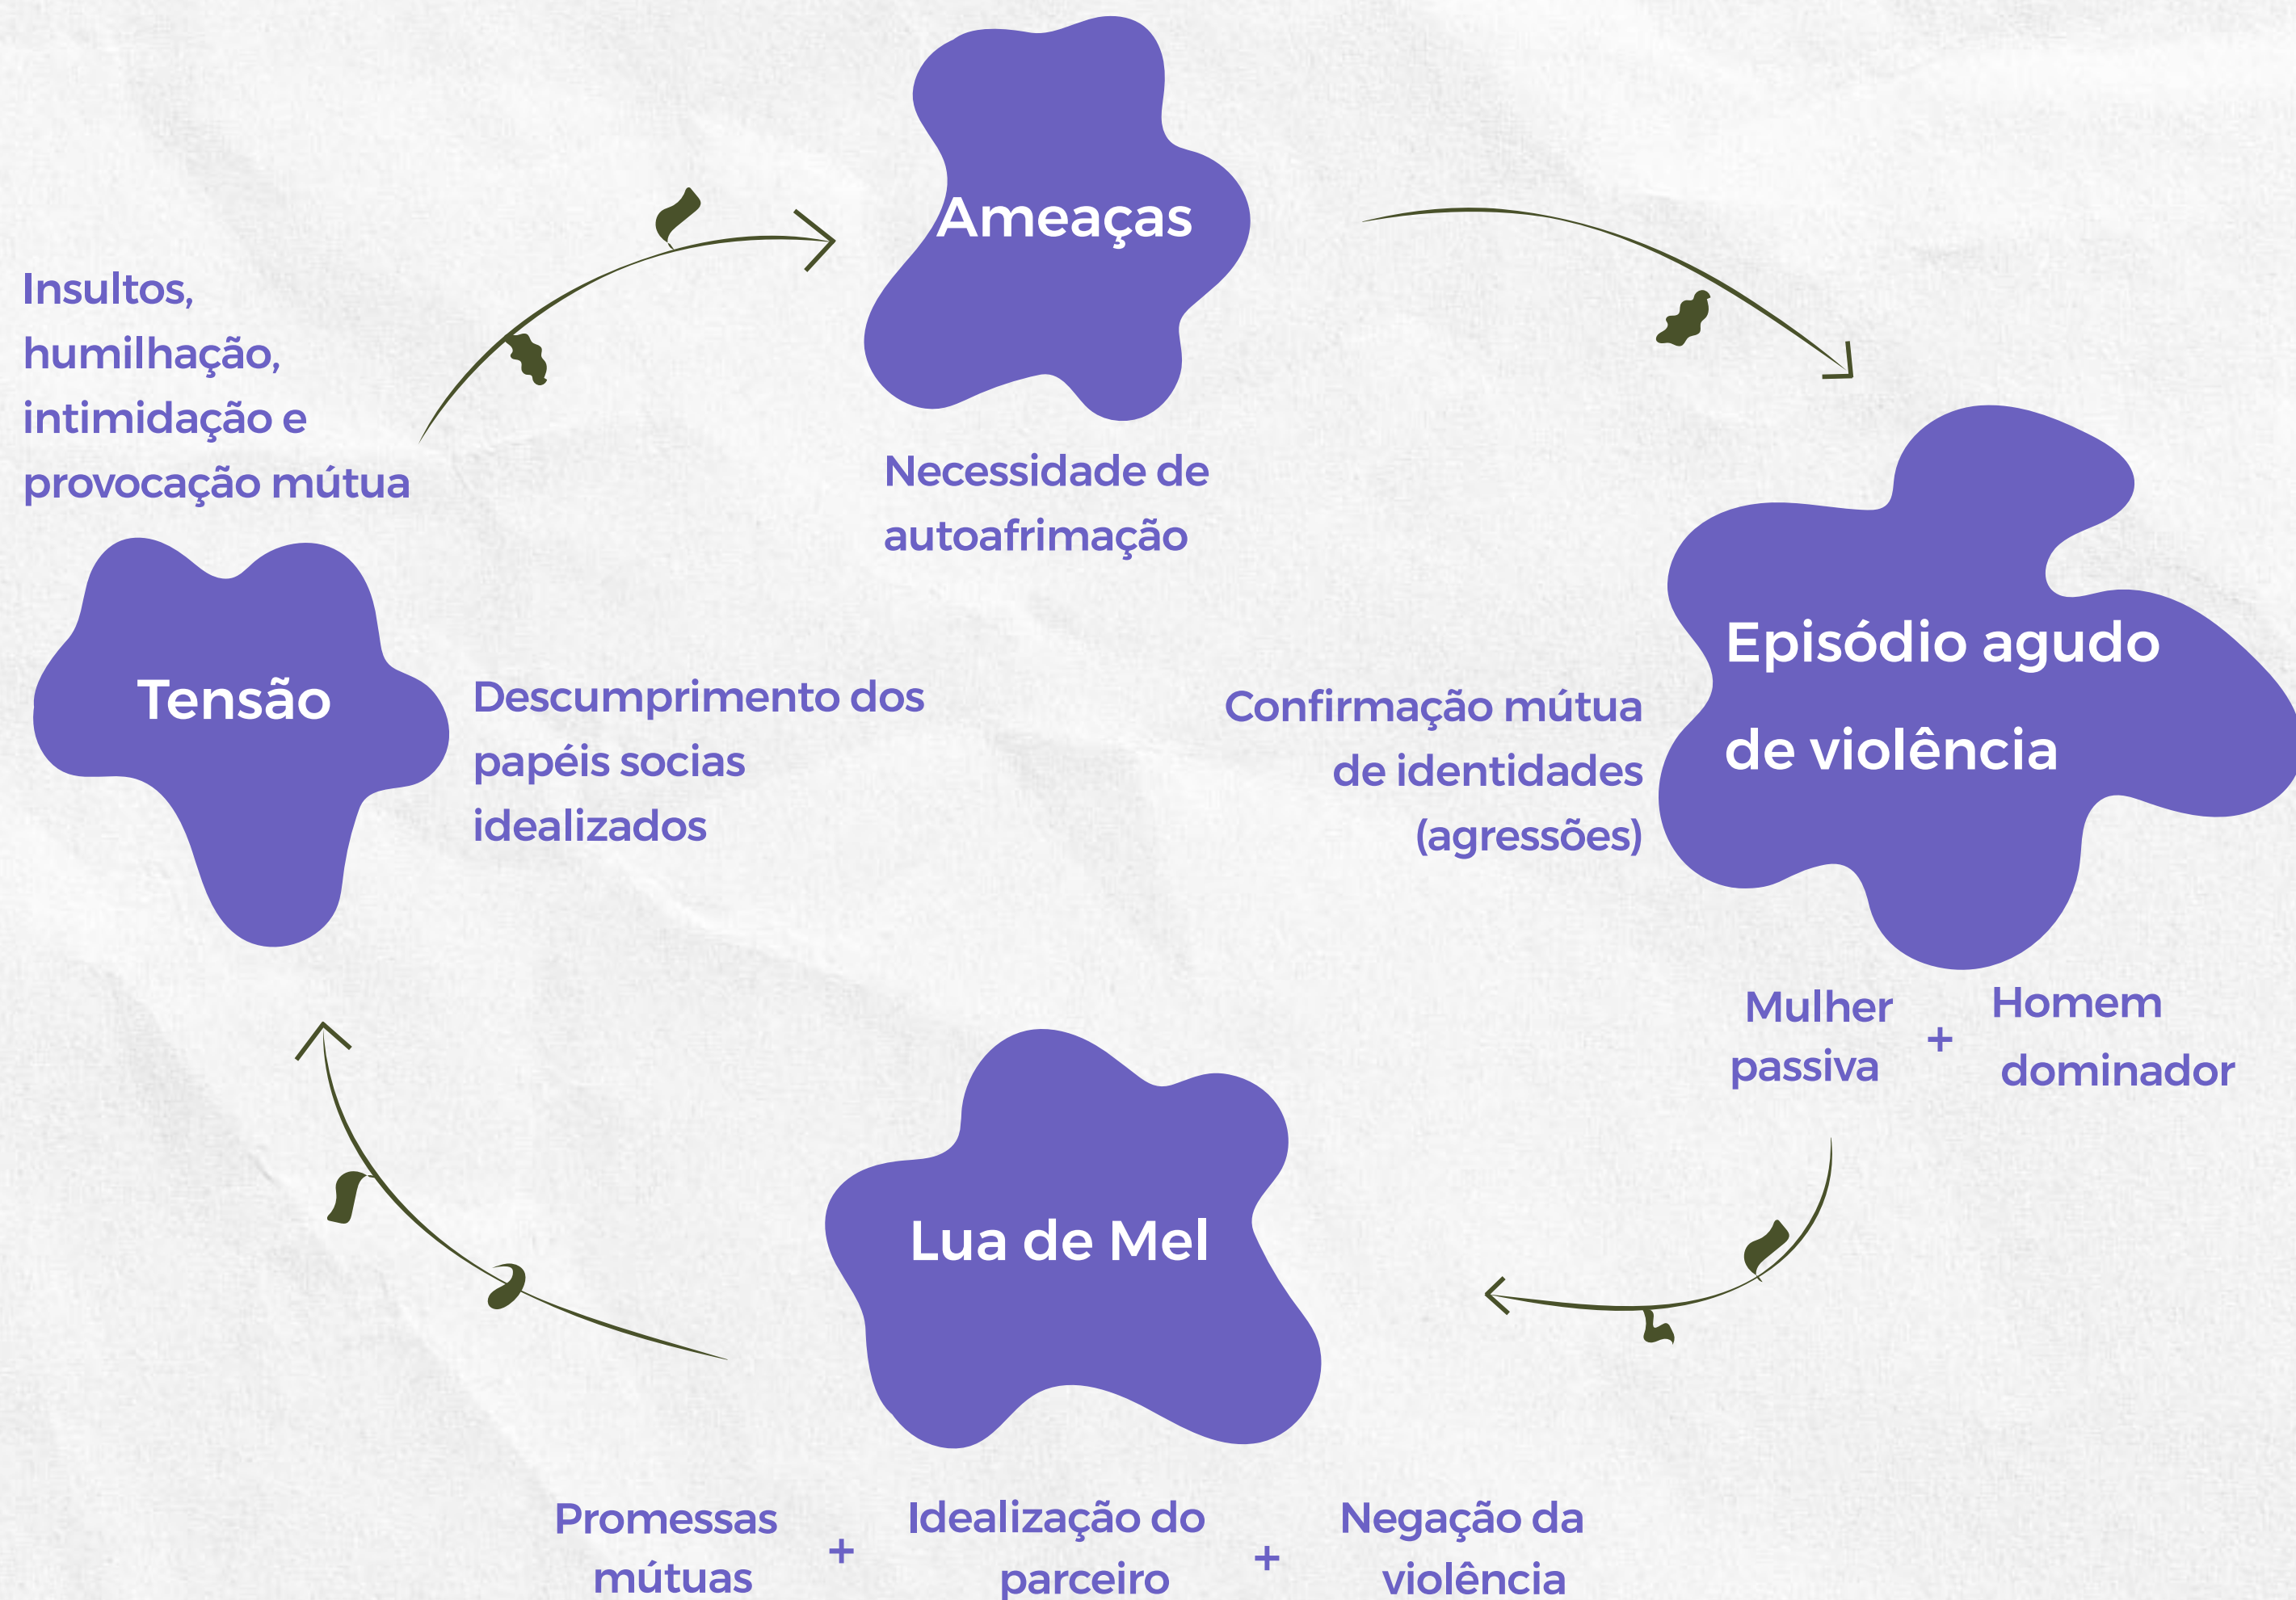 Ameaças
Necessidade de
autoafrimação
Insultos,
humilhação,
intimidação e
provocação mútua
Tensão
Descumprimento dos
papéis socias
idealizados
Confirmação mútua
de identidades
(agressões)
Episódio agudo
de violência
Mulher
passiva
+
Homem
dominador
Lua de Mel
Promessas
mútuas
+
Idealização do
parceiro
+
Negação da
violência